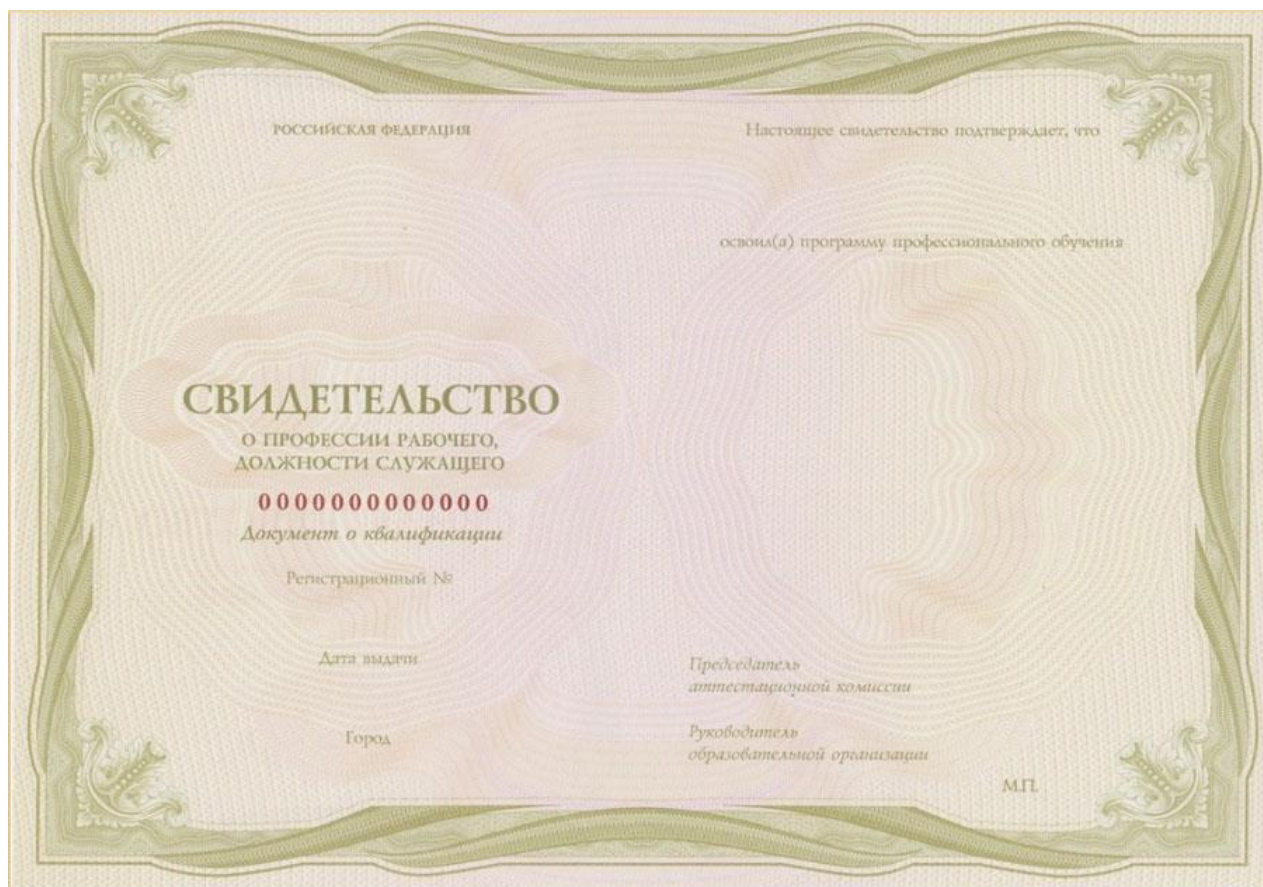 РОССИЙСКАЯ ФЕДЕРАЦИЯ
СВИДЕТЕЛЬСТВО
О ПРОФЕССИИ РАБОЧЕГО,
ДОЛЖНОСТИ СЛУЖАЩЕГО
0000000000000
Документ о квалификации
Регистрационный №
Дата выдачи
Город
Настоящее свидетельство подтверждает, что
освоил(а) программу профессионального обучения
Председатель
аттестационной комиссии
Руководитель
образовательной организации
М.П.